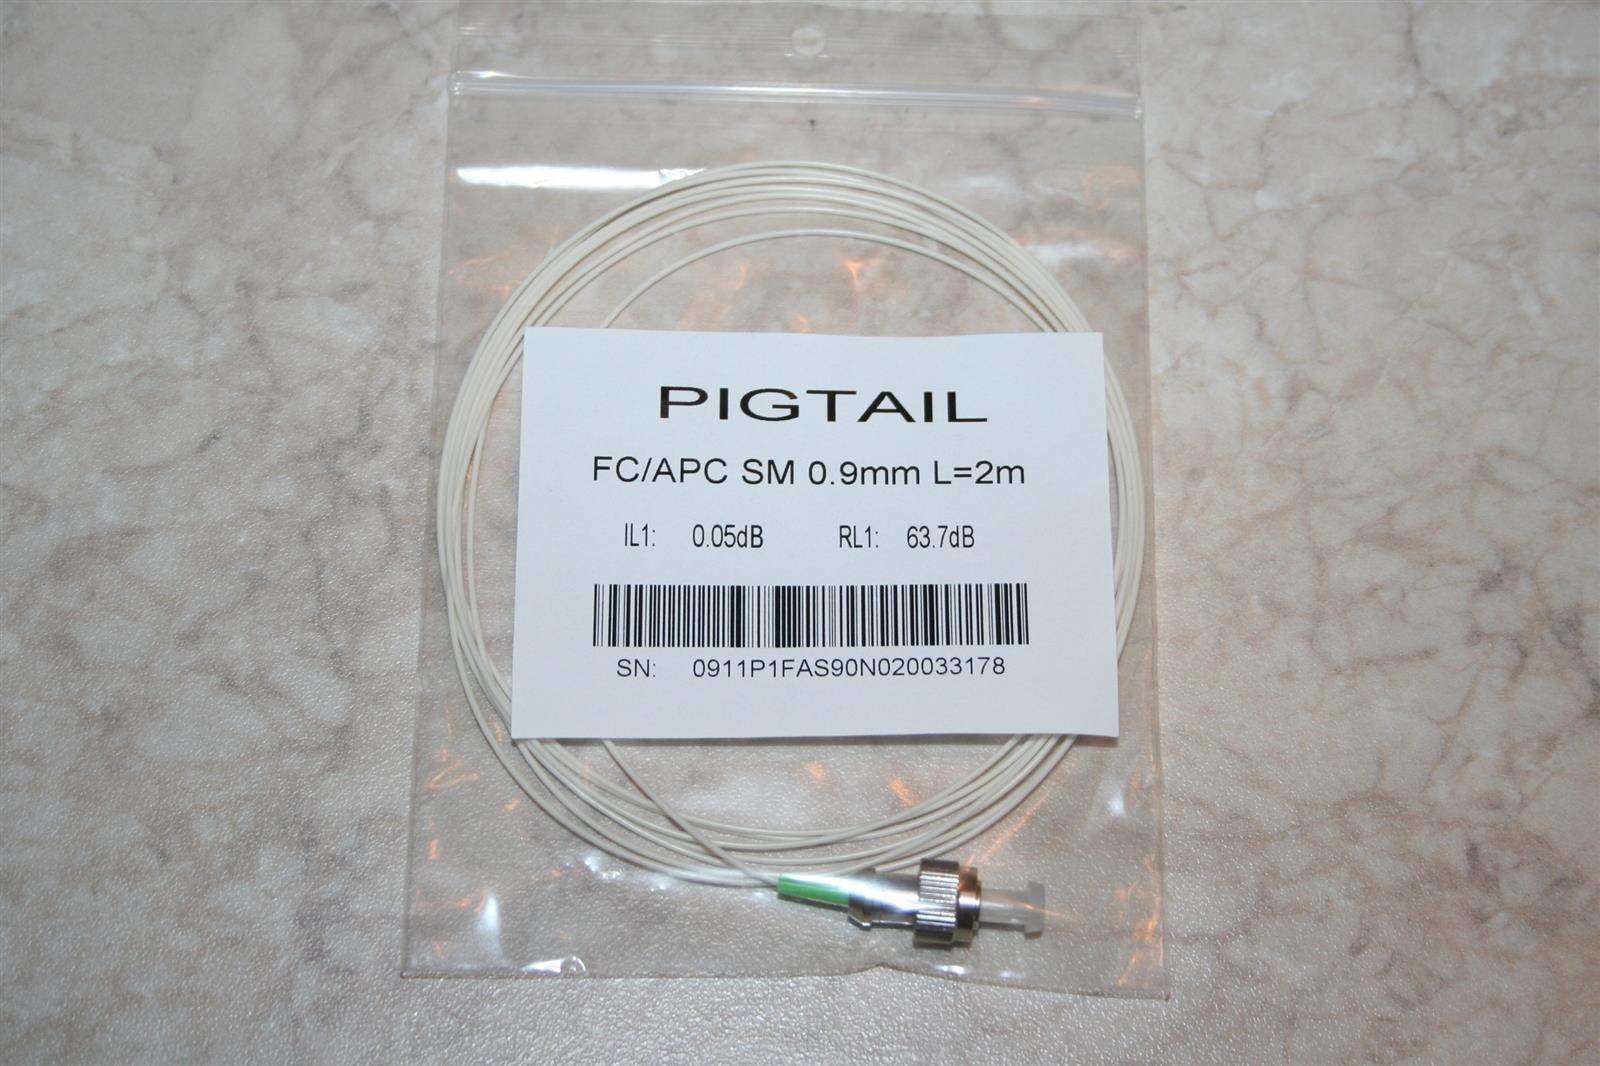 PIGTAIL
FC/APC SM 0.9mm L=2m
IL1: 0.05dB RL1: 63.7dB
SN: 0911P1FAS90N020033178